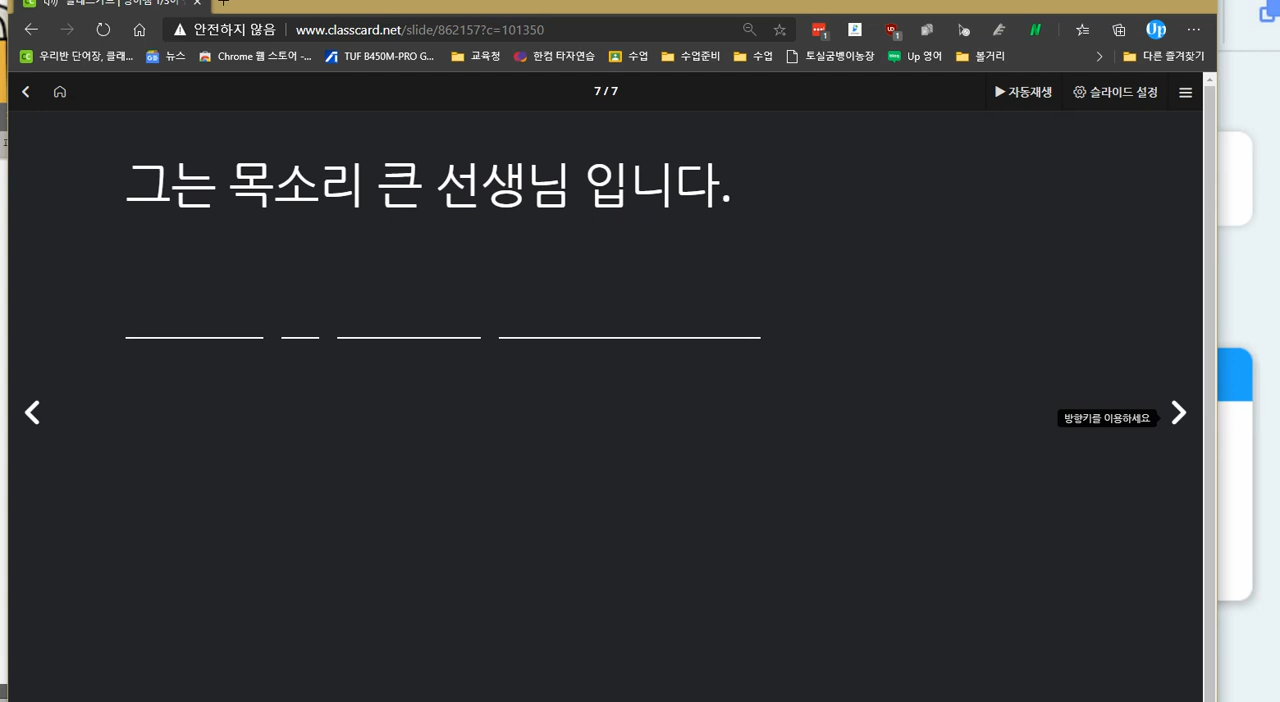 안전하지 않음 www.classcard.net/slide/862157?c=101350
우리반 단어장, 클래... 뉴스 Chrome 웹 스토어 -... TUF B450M-PRO G... 교육청 한컴 타자연습 수업 수업준비 수업 토실굼벵이농장 Up 영어 볼거리 다른 즐겨찾기
7 / 7 자동재생 슬라이드 설정
그는 목소리 큰 선생님 입니다.
방향키를 이용하세요